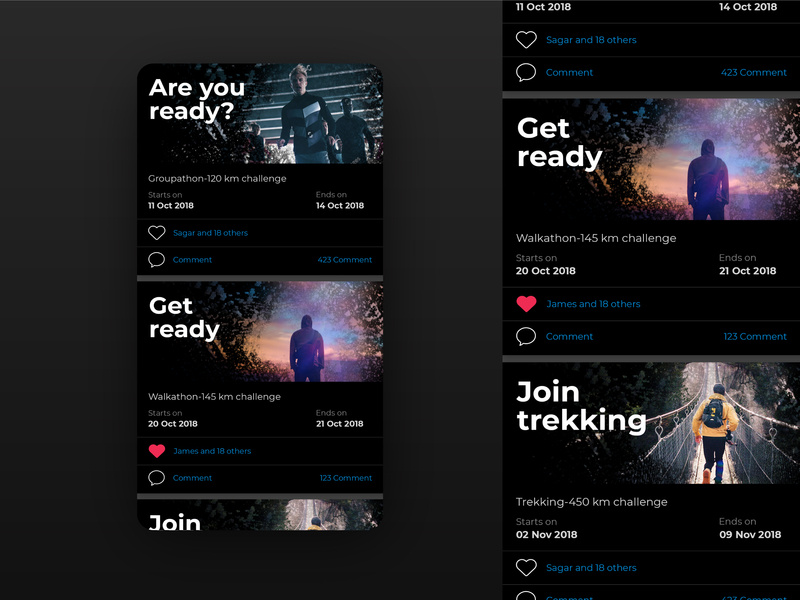 Are you
ready?
Groupathon-120 km challenge
Starts on
Ends on
11 Oct 2018
14 Oct 2018
Sagar and 18 others
Comment
423 Comment
Get
ready
Walkathon-145 km challenge
Starts on
Ends on
20 Oct 2018
21 Oct 2018
James and 18 others
Comment
123 Comment
Join
11 Oct 2018
14 Oct 2018
Sagar and 18 others
Comment
423 Comment
Get
ready
Walkathon-145 km challenge
Starts on
Ends on
20 Oct 2018
21 Oct 2018
James and 18 others
Comment
123 Comment
Join
trekking
Trekking-450 km challenge
Starts on
Ends on
02 Nov 2018
09 Nov 2018
Sagar and 18 others
Comment
423 Comment